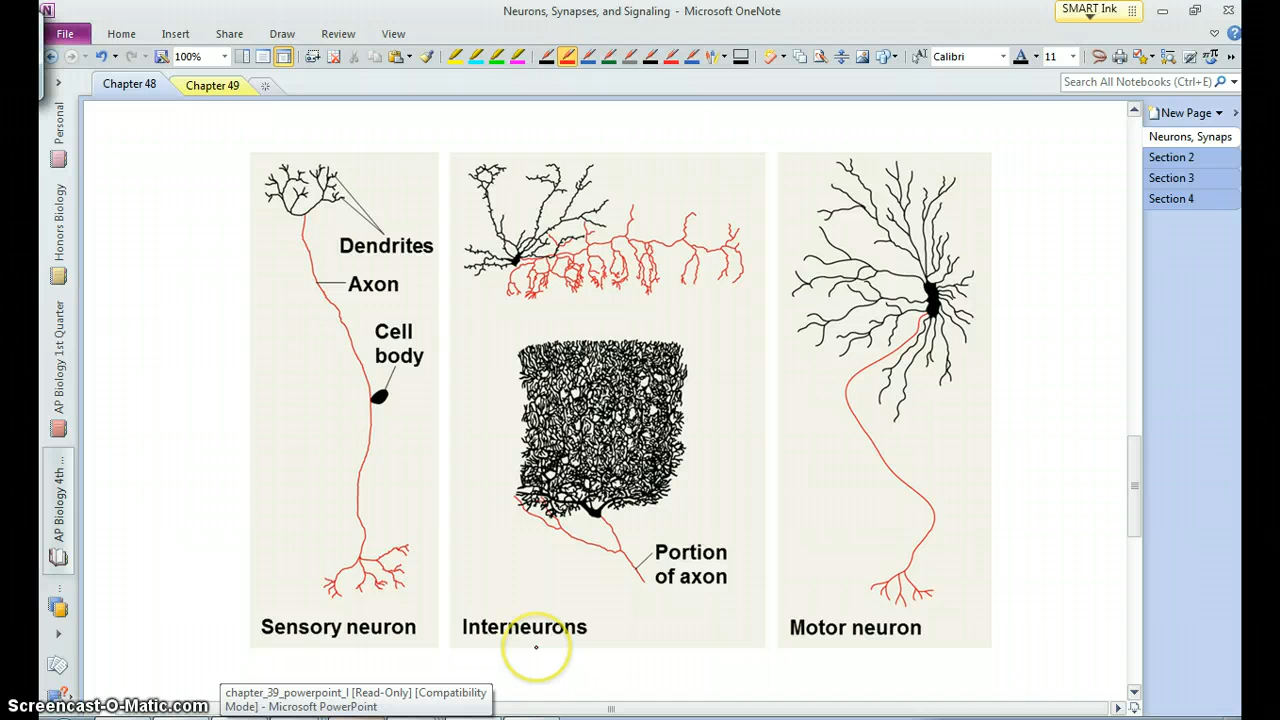 Neurons, Synapses, and Signaling - Microsoft OneNote
SMART Ink
File Home Insert Share Draw Review View
100%
Calibri
11
Chapter 48
Chapter 49
Search All Notebooks (Ctrl+E)
New Page
Neurons, Synaps
Section 2
Section 3
Section 4
Personal
Honors Biology
AP Biology 1st Quarter
AP Biology 4th ...
Dendrites
Axon
Cell
body
Sensory neuron
Portion
of axon
Interneurons
Motor neuron
chapter_39_powerpoint_l [Read-Only] [Compatibility
Mode] - Microsoft PowerPoint
Screencast-O-Matic.com